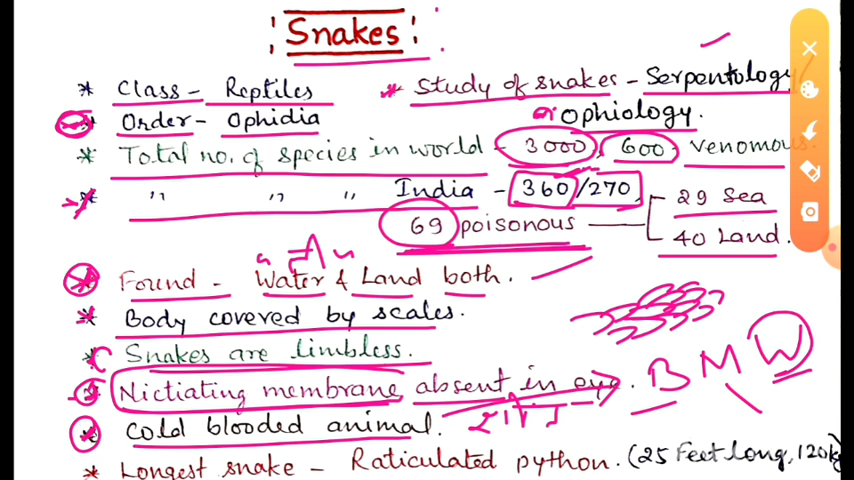 Snakes
* Class - Reptiles * Study of snakes - Serpentology
* Order - Ophidia or Ophiology.
* Total no. of species in world - 3000, 600 venomous.
* " " " India - 360/270
69 poisonous 29 Sea
40 Land.
* Found - Water & Land both.
* Body covered by scales.
* Snakes are limbless.
* Nictiating membrane absent in eye. B M W
* Cold blooded animal.
* Longest snake - Raticulated python. (25 Feet long, 120kg)